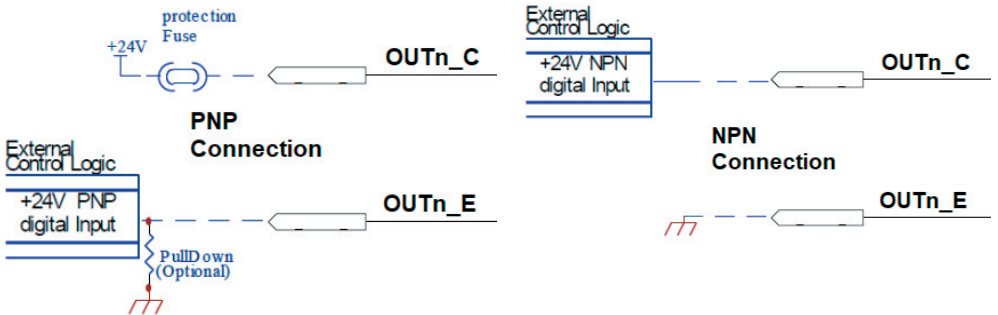 protection
Fuse
+24V
OUTn_C
PNP
Connection
External
Control Logic
+24V PNP
digital Input
OUTn_E
PullDown
(Optional)
External
Control Logic
+24V NPN
digital Input
OUTn_C
NPN
Connection
OUTn_E